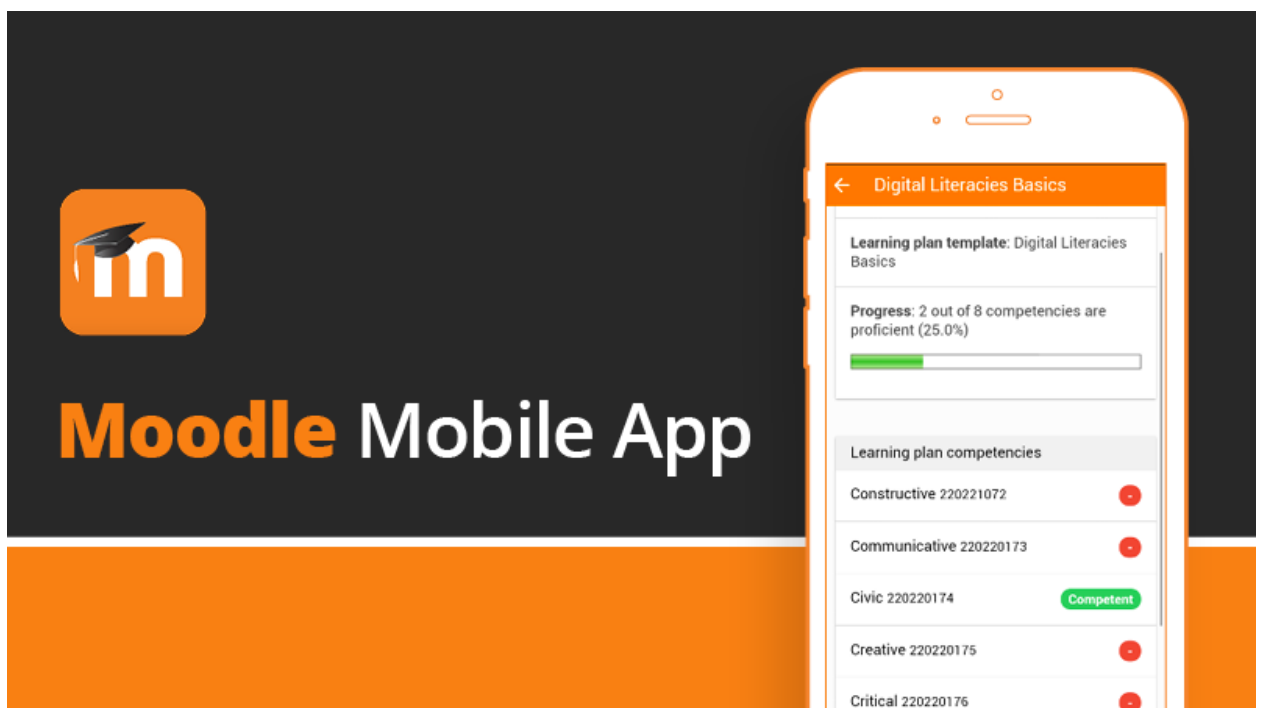 m
Moodle Mobile App
Digital Literacies Basics
Learning plan template: Digital Literacies
Basics
Progress: 2 out of 8 competencies are
proficient (25.0%)
Learning plan competencies
Constructive 220221072
-
Communicative 220220173
-
Civic 220220174
Competent
Creative 220220175
-
Critical 220220176
-